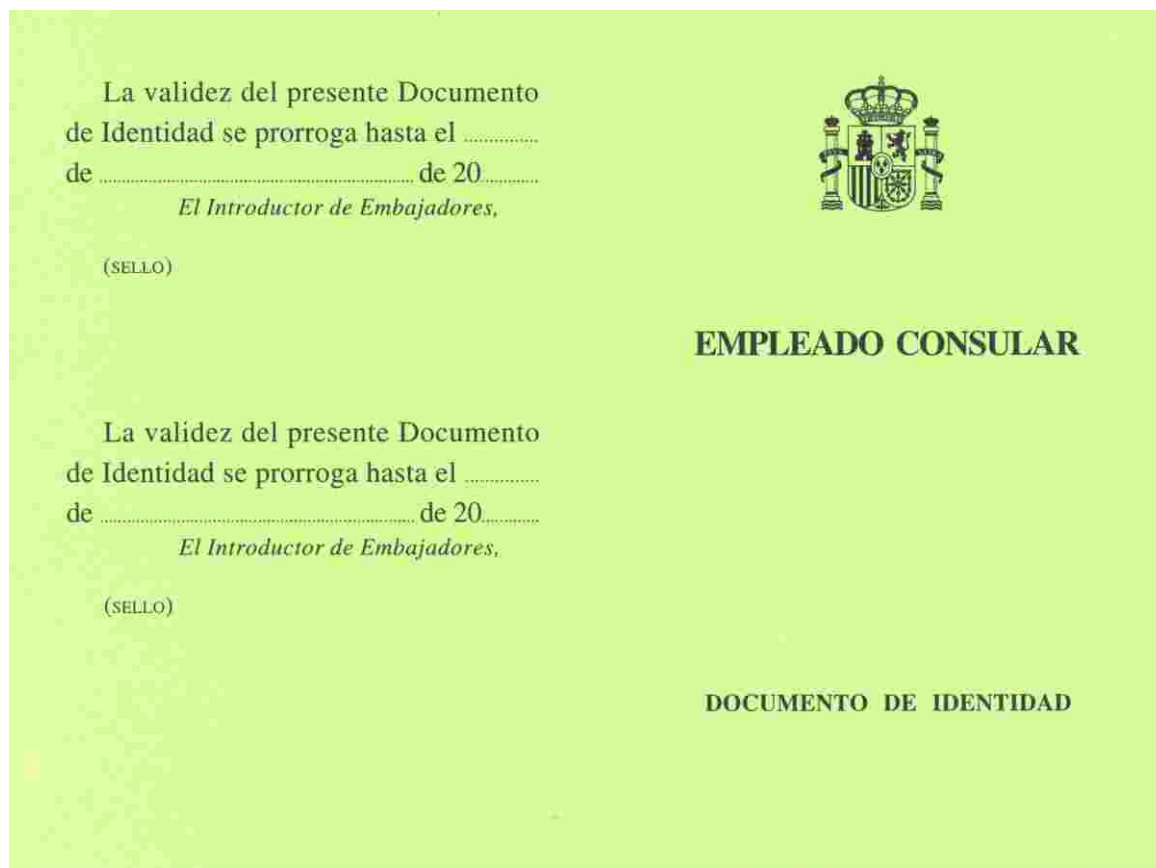 La validez del presente Documento
de Identidad se prorroga hasta el ..............
de ............................................................ de 20...........
El Introductor de Embajadores,
(SELLO)
La validez del presente Documento
de Identidad se prorroga hasta el ..............
de ............................................................ de 20...........
El Introductor de Embajadores,
(SELLO)
EMPLEADO CONSULAR
DOCUMENTO DE IDENTIDAD